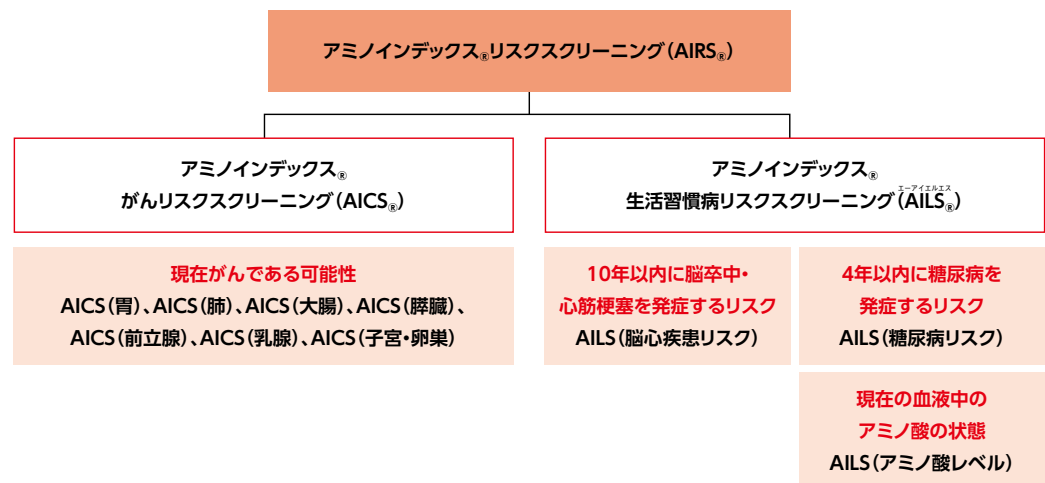 アミノインデックス®リスクスクリーニング(AIRS®)
アミノインデックス®
がんリスクスクリーニング(AICS®)
アミノインデックス®
エーアイエルエス
生活習慣病リスクスクリーニング(AILS®)
現在がんである可能性
AICS(胃)、AICS(肺)、AICS(大腸)、AICS(膵臓)、
AICS(前立腺)、AICS(乳腺)、AICS(子宮・卵巣)
10年以内に脳卒中・
心筋梗塞を発症するリスク
AILS(脳心疾患リスク)
4年以内に糖尿病を
発症するリスク
AILS(糖尿病リスク)
現在の血液中の
アミノ酸の状態
AILS(アミノ酸レベル)